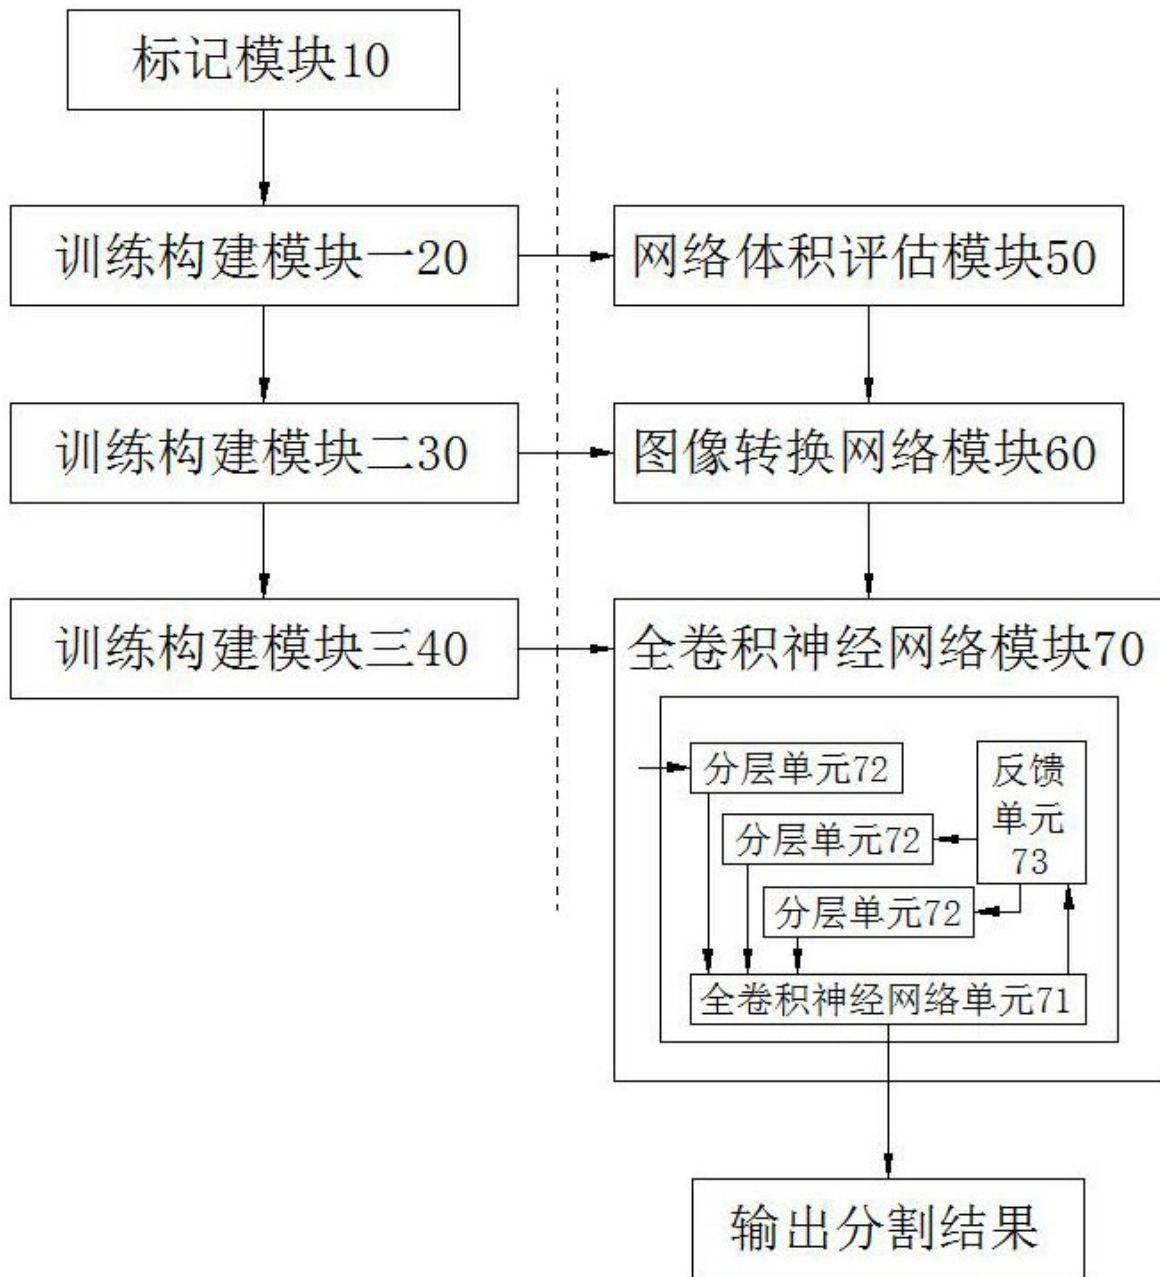 标记模块10
训练构建模块一20
网络体积评估模块50
训练构建模块二30
图像转换网络模块60
训练构建模块三40
全卷积神经网络模块70
分层单元72
反馈
单元
73
分层单元72
分层单元72
全卷积神经网络单元71
输出分割结果